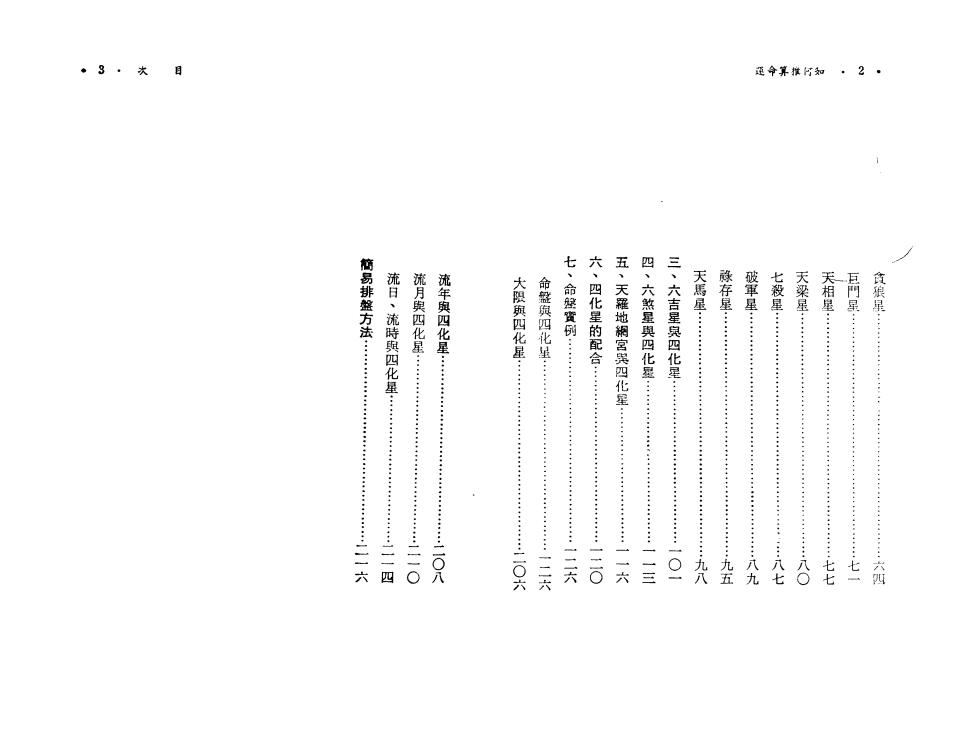 知何推算命運 · 2 •
貪狼星……六四
巨門星……七一
天相星……七七
天梁星……八〇
七殺星……八七
破軍星……八九
祿存星……九五
天馬星……九八
三、六吉星與四化星……一〇一
四、六煞星與四化星……一一三
五、天羅地網宮與四化星……一一六
六、四化星的配合……一二〇
七、命盤實例……一二六
命盤與四化星……一二六
大限與四化星……二〇六
• 3 · 次 目
流年與四化星……二〇八
流月與四化星……二一〇
流日、流時與四化星……二一四
簡易排盤方法……二一六